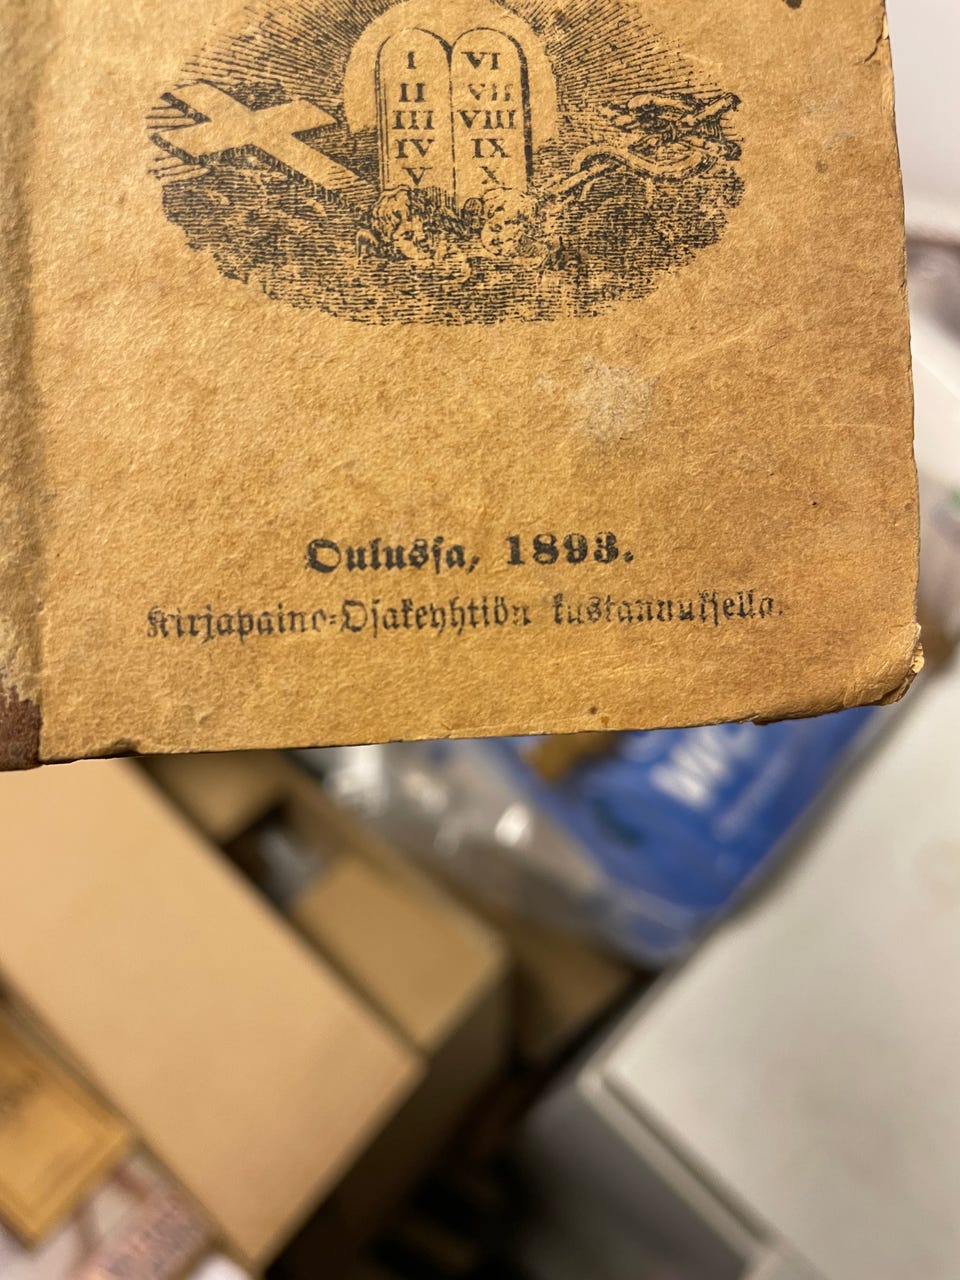 I VI
II VII
III VIII
IV IX
V X
Oulussa, 1893.
Kirjapaino-Osakeyhtiön kustannuksella.